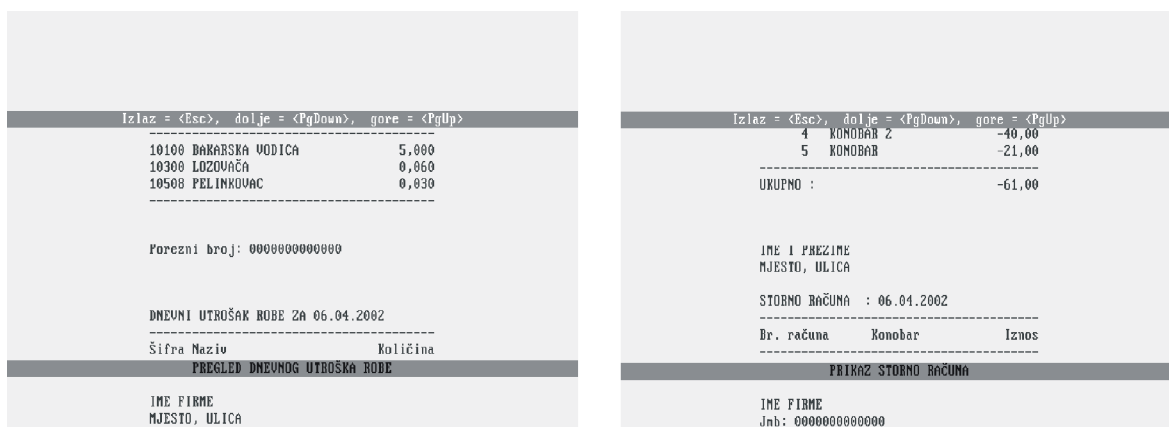 Izlaz = <Esc>, dolje = <PgDown>, gore = <PgUp>
----------------------------------------
10100 BAKARSKA VODICA 5,000
10300 LOZOVAČA 0,060
10508 PELINKOVAC 0,030
----------------------------------------
Porezni broj: 0000000000000
DNEVNI UTROŠAK ROBE ZA 06.04.2002
----------------------------------------
Šifra Naziv Količina
PREGLED DNEVNOG UTROŠKA ROBE
IME FIRME
MJESTO, ULICA
Izlaz = <Esc>, dolje = <PgDown>, gore = <PgUp>
4 KONOBAR 2 -40,00
5 KONOBAR -21,00
----------------------------------------
UKUPNO : -61,00
IME I PREZIME
MJESTO, ULICA
STORNO RAČUNA : 06.04.2002
----------------------------------------
Br. računa Konobar Iznos
----------------------------------------
PRIKAZ STORNO RAČUNA
IME FIRME
Jmb: 0000000000000